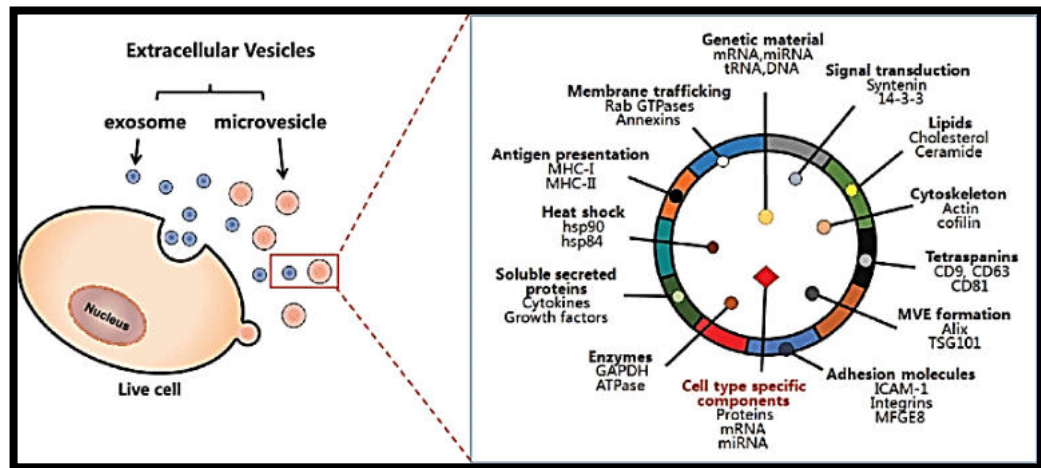 Extracellular Vesicles
exosome microvesicle
Nucleus
Live cell
Genetic material
mRNA,miRNA
tRNA,DNA
Signal transduction
Syntenin
14-3-3
Membrane trafficking
Rab GTPases
Annexins
Lipids
Cholesterol
Ceramide
Antigen presentation
MHC-I
MHC-II
Cytoskeleton
Actin
cofilin
Heat shock
hsp90
hsp84
Tetraspanins
CD9, CD63
CD81
Soluble secreted
proteins
Cytokines
Growth factors
MVE formation
Alix
TSG101
Enzymes
GAPDH
ATPase
Cell type specific
components
Proteins
mRNA
miRNA
Adhesion molecules
ICAM-1
Integrins
MFGE8